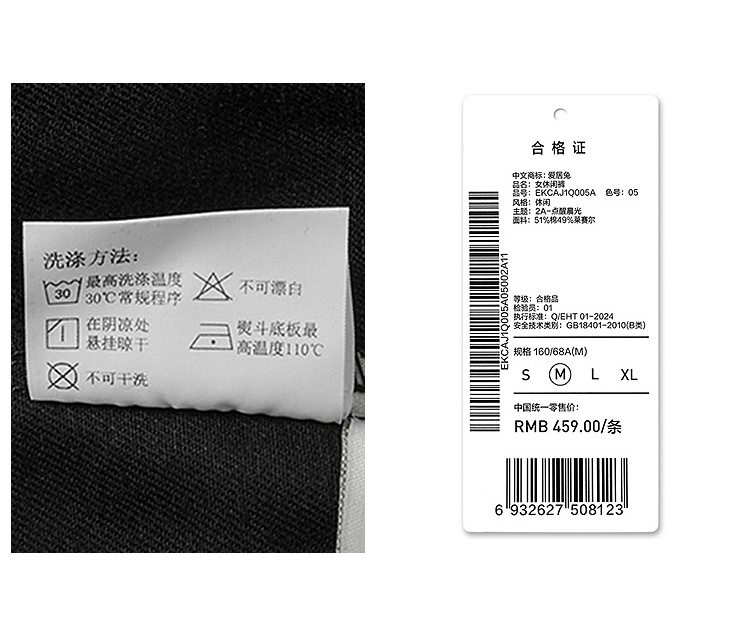 洗涤方法：
30
最高洗涤温度
30℃常规程序
不可漂白
在阴凉处
悬挂晾干
熨斗底板最
高温度110℃
不可干洗
合格证
中文商标：爱居兔
品名：女休闲裤
品号：EKCAJ1Q005A 色号：05
风格：休闲
主题：2A-点醒晨光
面料：51%棉49%莱赛尔
EKCAJ1Q005A05002A11
等级：合格品
检验员：01
执行标准：Q/EHT 01-2024
安全技术类别：GB18401-2010(B类)
规格 160/68A(M)
S M L XL
中国统一零售价：
RMB 459.00/条
6 932627 508123